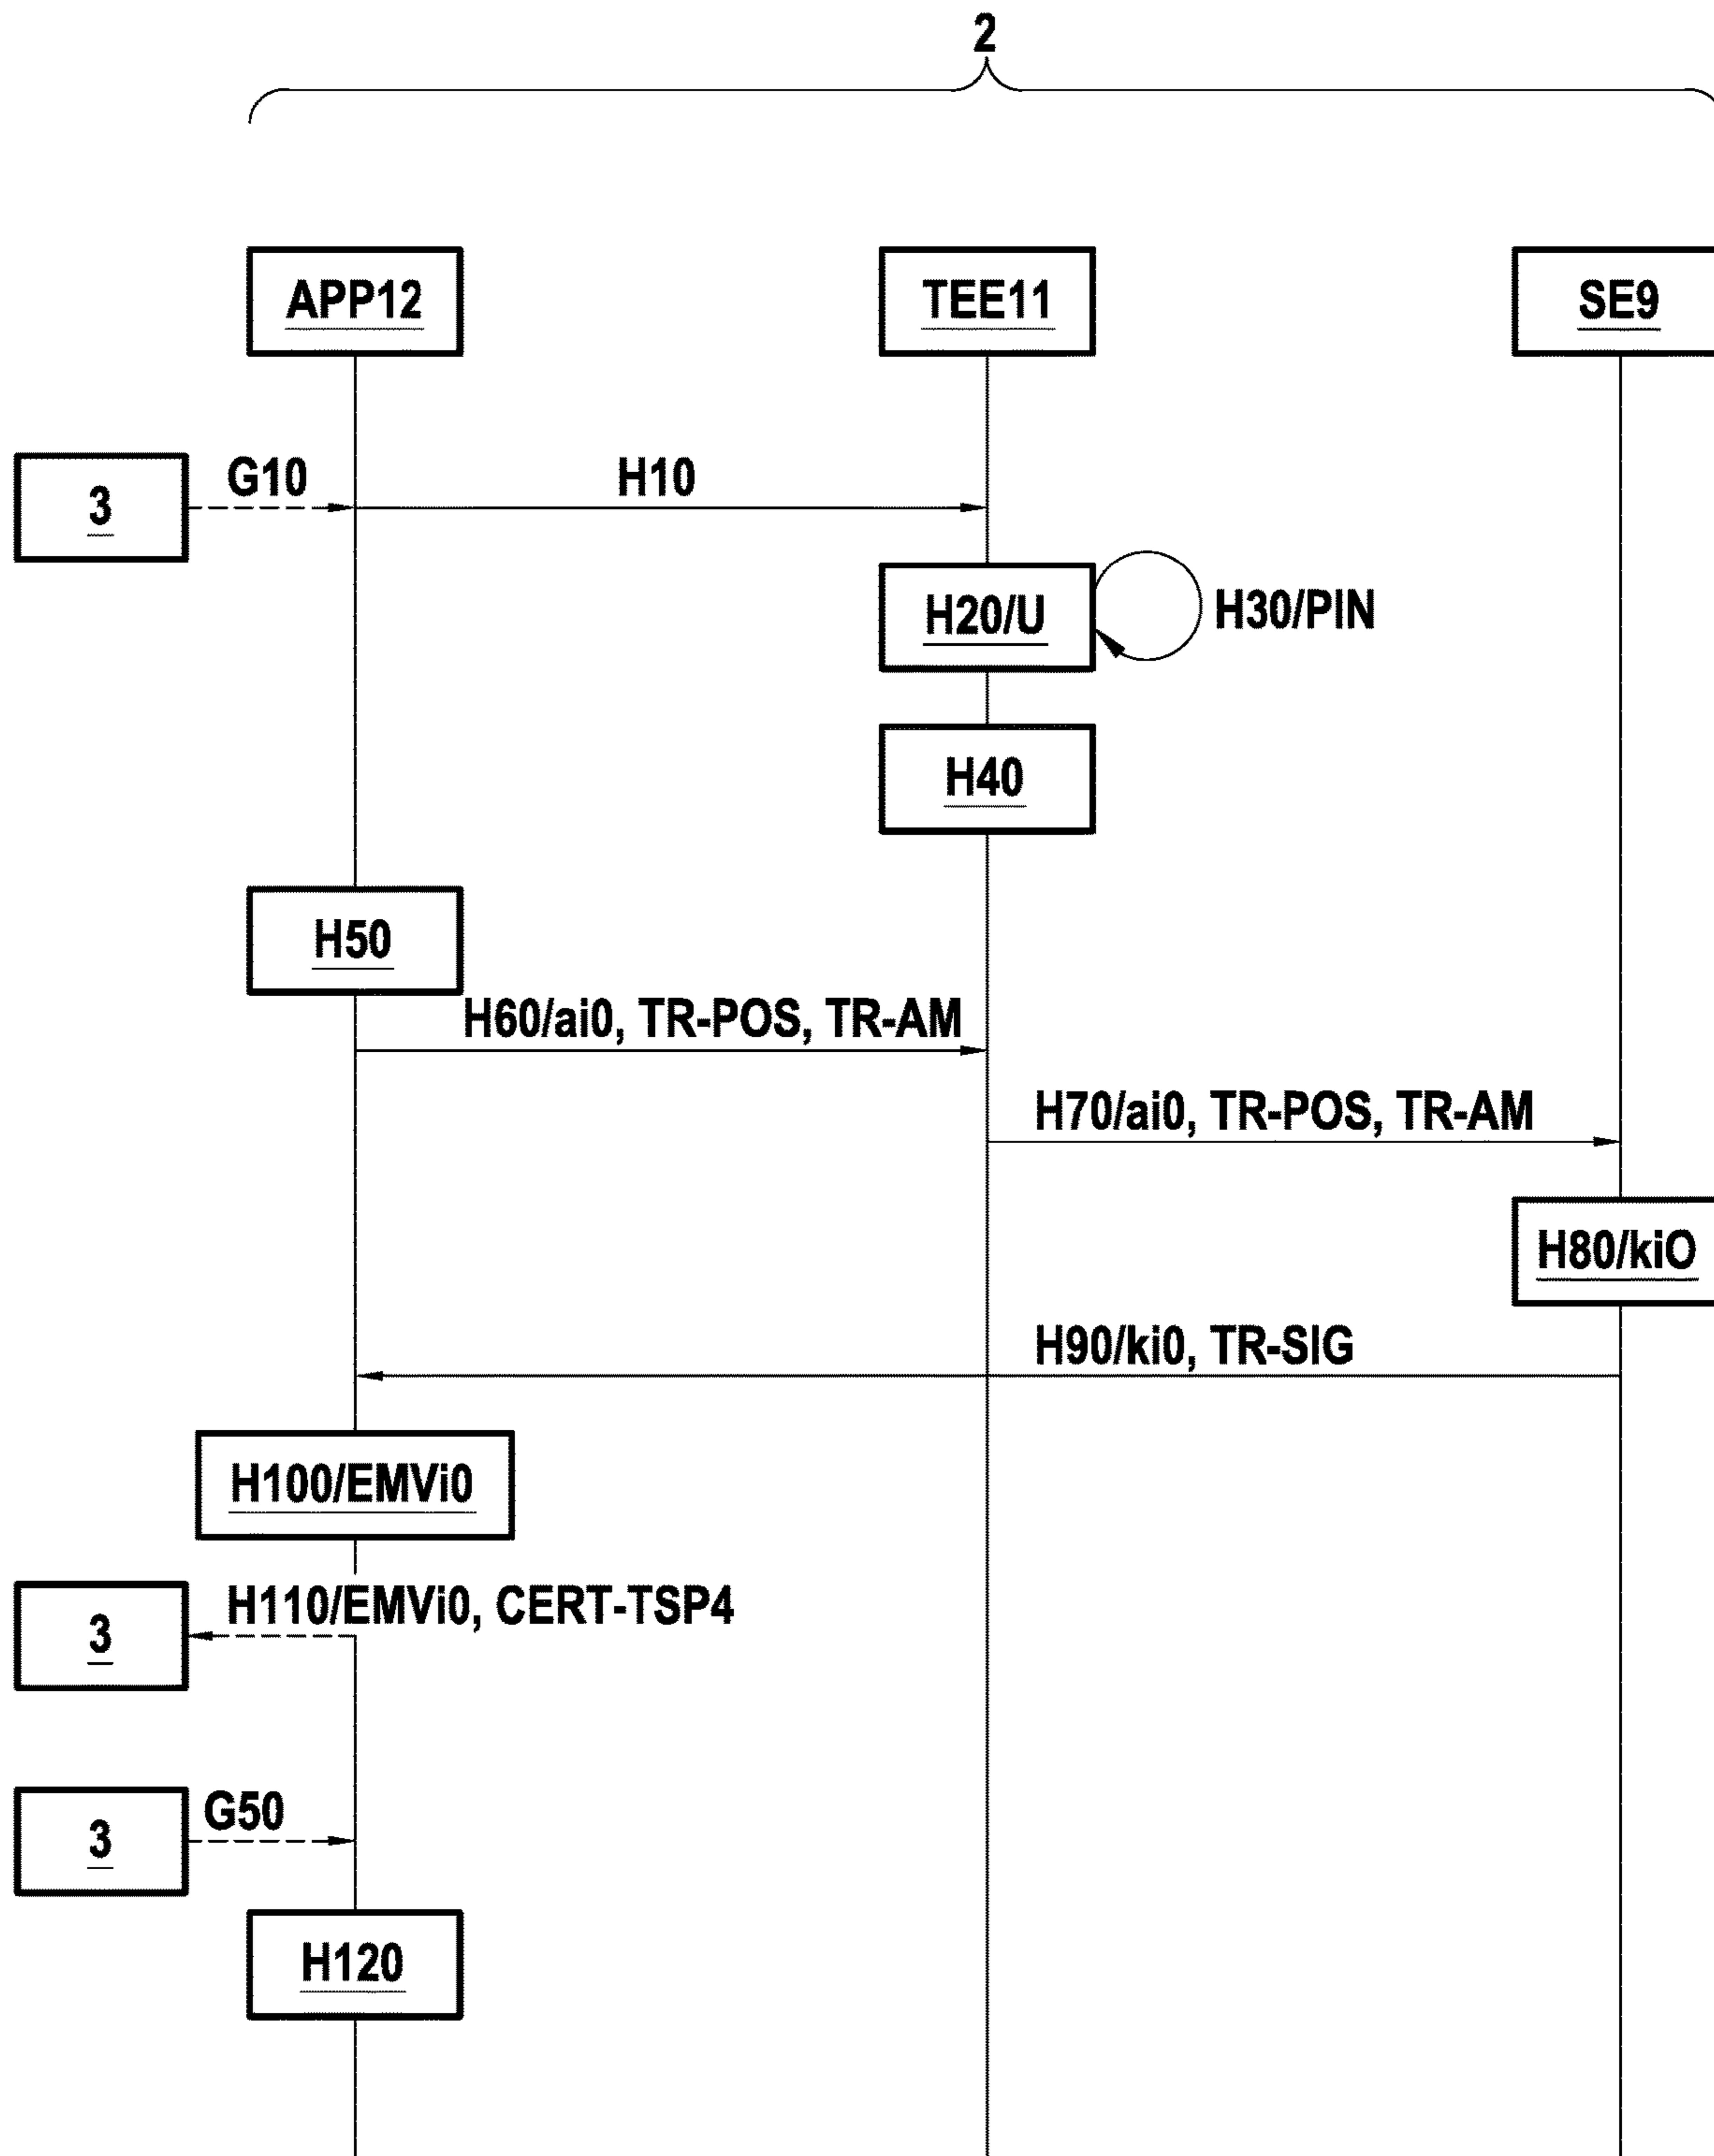 2
APP12
TEE11
SE9
3
G10
H10
H20/U
H30/PIN
H40
H50
H60/ai0, TR-POS, TR-AM
H70/ai0, TR-POS, TR-AM
H80/kiO
H90/ki0, TR-SIG
H100/EMVi0
3
H110/EMVi0, CERT-TSP4
3
G50
H120